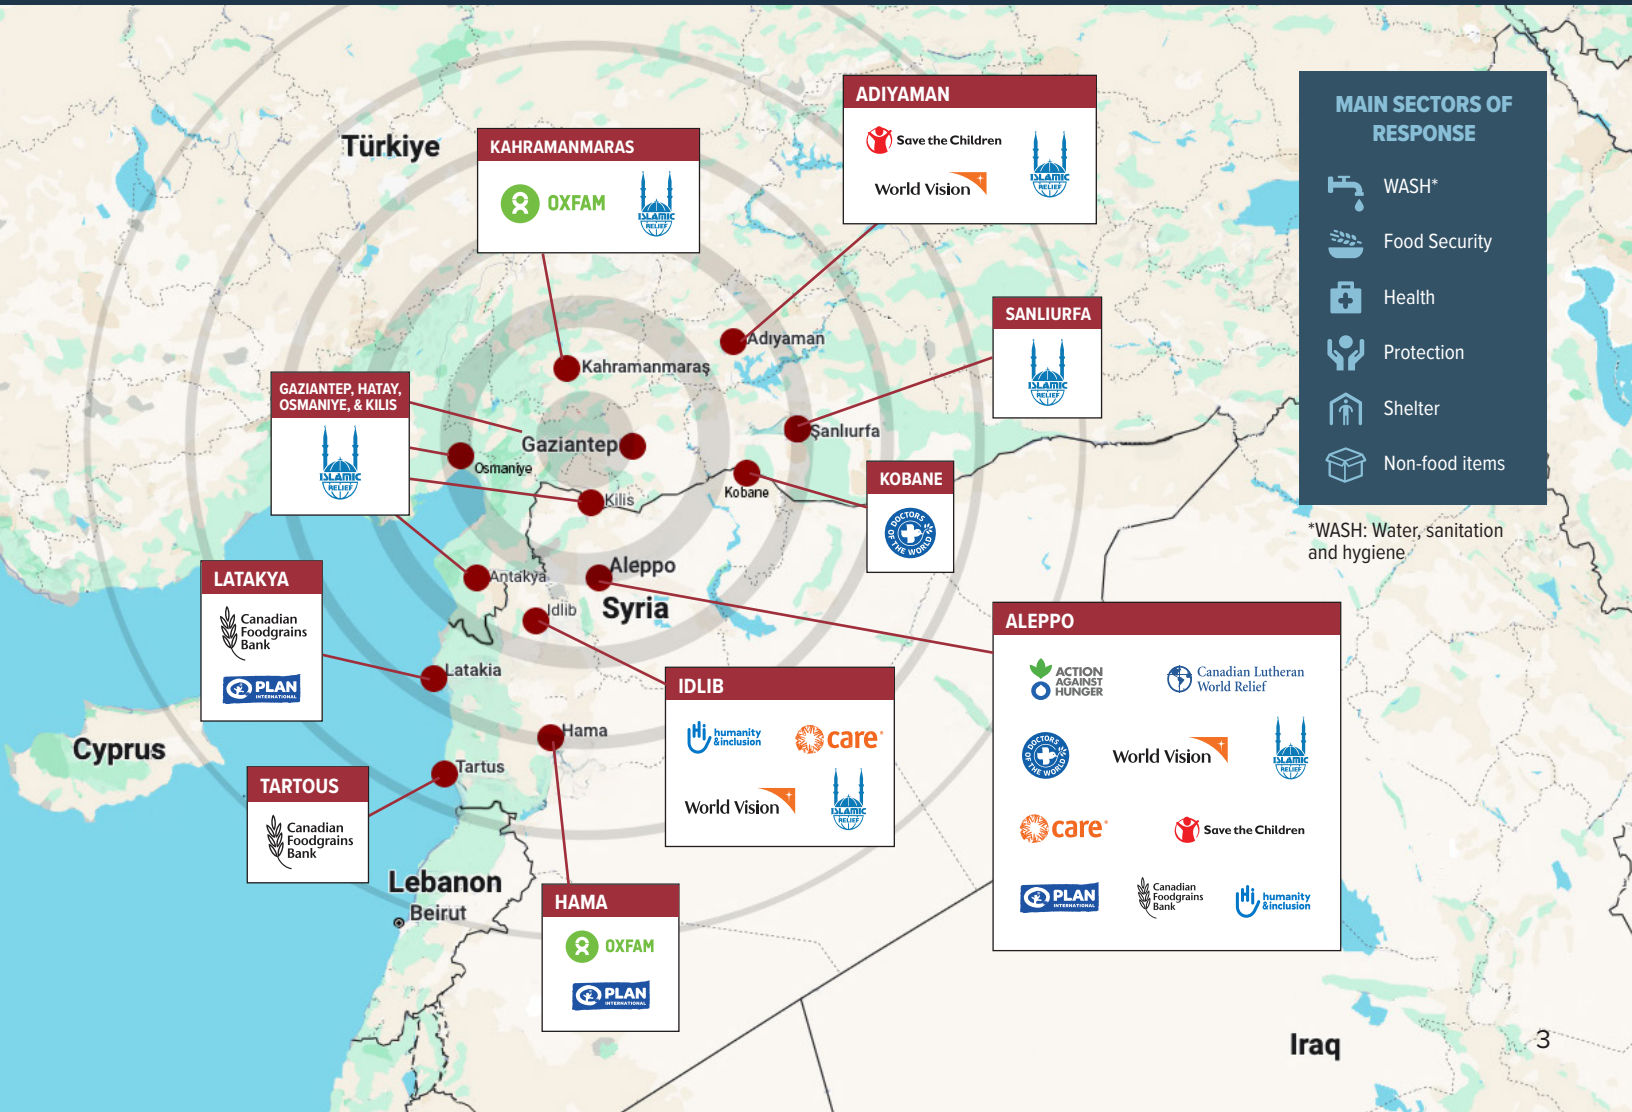 Türkiye
KAHRAMANMARAS
OXFAM
ISLAMIC
RELIEF
ADIYAMAN
Save the Children
World Vision
ISLAMIC
RELIEF
MAIN SECTORS OF
RESPONSE
WASH*
Food Security
Health
Protection
Shelter
Non-food items
*WASH: Water, sanitation
and hygiene
SANLIURFA
ISLAMIC
RELIEF
Adıyaman
Kahramanmaraş
GAZIANTEP, HATAY,
OSMANIYE, & KILIS
ISLAMIC
RELIEF
Gaziantep
Osmaniye
Kilis
Şanlıurfa
Kobane
KOBANE
DOCTORS
OF THE WORLD
Antakya
Aleppo
Idlib
Syria
LATAKYA
Canadian
Foodgrains
Bank
PLAN
INTERNATIONAL
Latakia
ALEPPO
ACTION
AGAINST
HUNGER
Canadian Lutheran
World Relief
DOCTORS
OF THE WORLD
World Vision
ISLAMIC
RELIEF
care
Save the Children
PLAN
INTERNATIONAL
Canadian
Foodgrains
Bank
Hi
humanity
&inclusion
IDLIB
Hi
humanity
&inclusion
care
World Vision
ISLAMIC
RELIEF
Hama
Cyprus
Tartus
TARTOUS
Canadian
Foodgrains
Bank
Lebanon
Beirut
HAMA
OXFAM
PLAN
INTERNATIONAL
Iraq
3